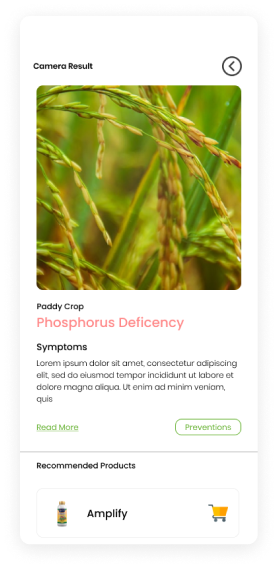 Camera Result
Paddy Crop
Phosphorus Deficency
Symptoms
Lorem ipsum dolor sit amet, consectetur adipiscing
elit, sed do eiusmod tempor incididunt ut labore et
dolore magna aliqua. Ut enim ad minim veniam,
quis
Read More
Preventions
Recommended Products
Amplify